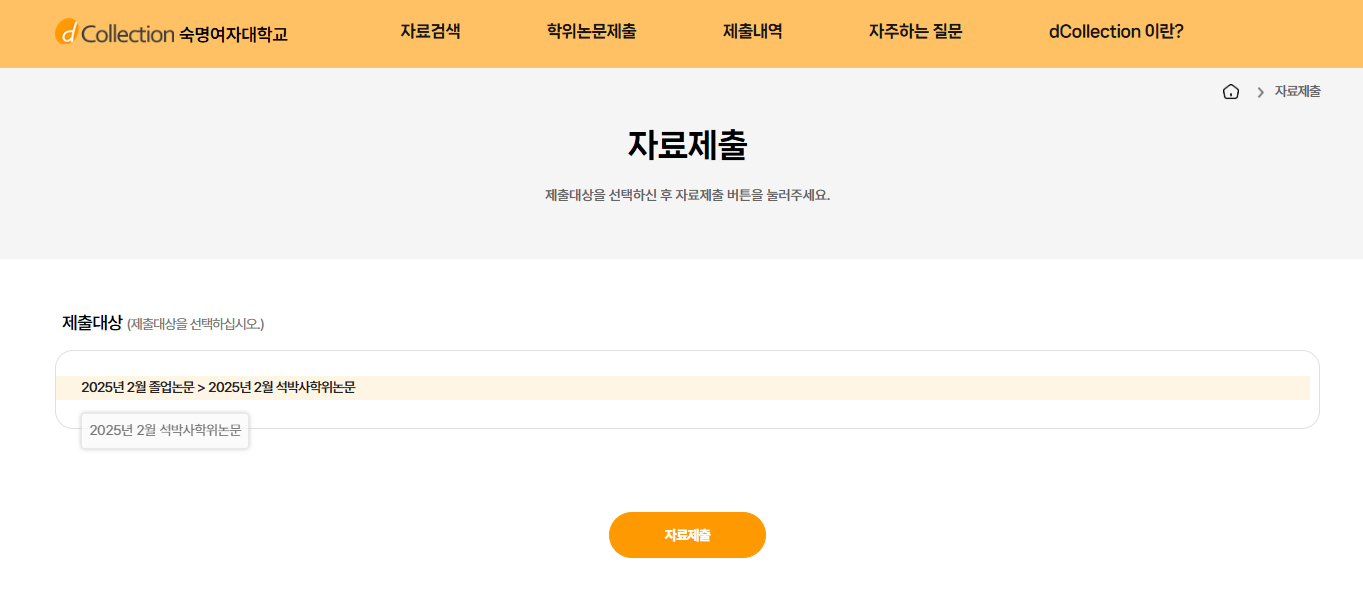 dCollection 숙명여자대학교 자료검색 학위논문제출 제출내역 자주하는 질문 dCollection 이란?
자료제출
자료제출
제출대상을 선택하신 후 자료제출 버튼을 눌러주세요.
제출대상 (제출대상을 선택하십시오.)
2025년 2월 졸업논문 > 2025년 2월 석박사학위논문
2025년 2월 석박사학위논문
자료제출